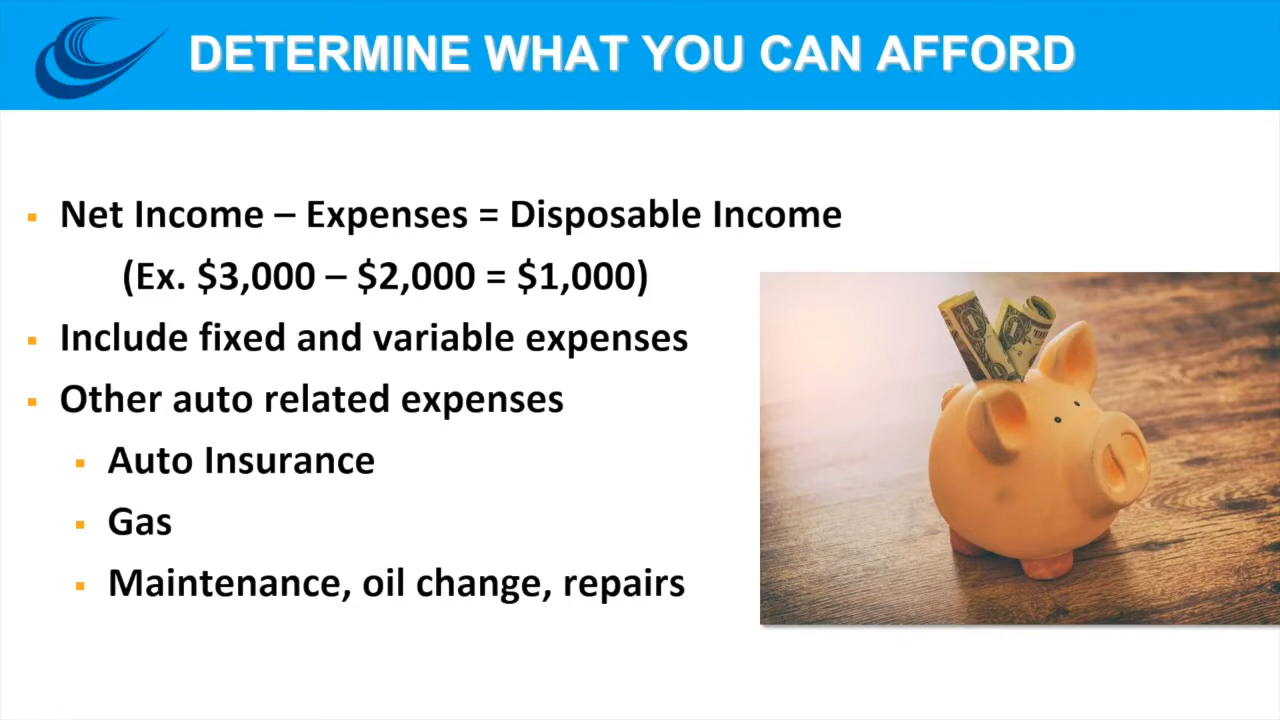 DETERMINE WHAT YOU CAN AFFORD
Net Income – Expenses = Disposable Income
(Ex. $3,000 – $2,000 = $1,000)
Include fixed and variable expenses
Other auto related expenses
Auto Insurance
Gas
Maintenance, oil change, repairs